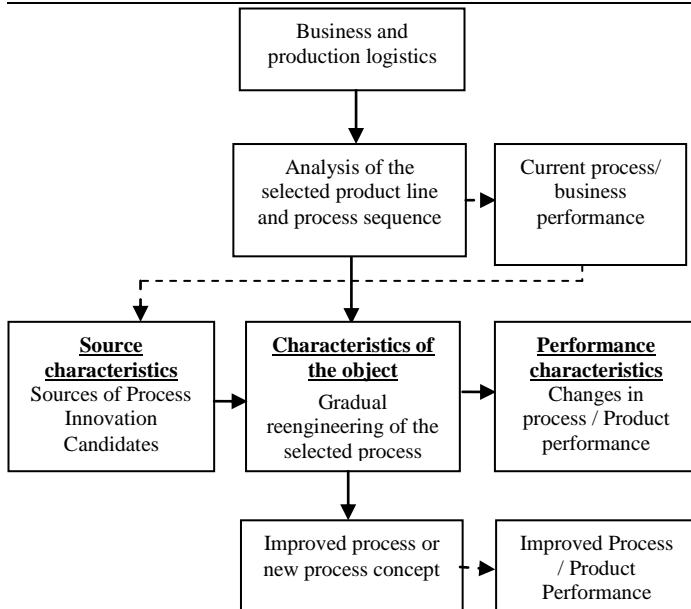 Business and
production logistics
Analysis of the
selected product line
and process sequence
Current process/
business
performance
Source
characteristics
Sources of Process
Innovation
Candidates
Characteristics of
the object
Gradual
reengineering of the
selected process
Performance
characteristics
Changes in
process / Product
performance
Improved process or
new process concept
Improved Process
/ Product
Performance